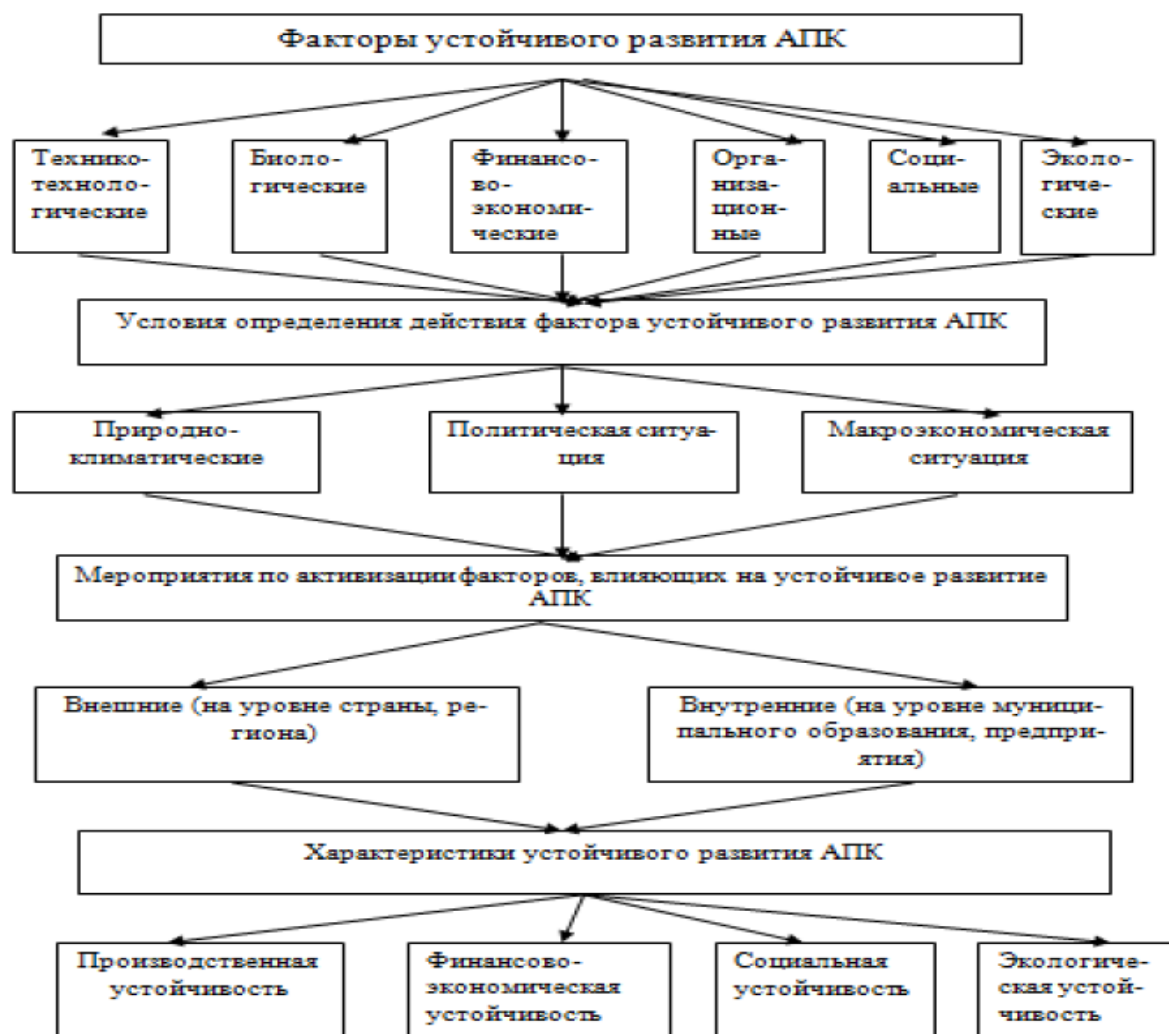 Факторы устойчивого развития АПК
Технико-
техноло-
гические
Биоло-
гические
Финансо-
во-
экономи-
ческие
Орга-
низа-
цион-
ные
Соци-
альные
Эколо-
гиче-
ские
Условия определения действия фактора устойчивого развития АПК
Природно-
климатические
Политическая ситуа-
ция
Макроэкономическая
ситуация
Мероприятия по активизации факторов, влияющих на устойчивое развитие
АПК
Внешние (на уровне страны, ре-
гиона)
Внутренние (на уровне муници-
пального образования, предпри-
ятия)
Характеристики устойчивого развития АПК
Производственная
устойчивость
Финансово-
экономическая
устойчивость
Социальная
устойчивость
Экологиче-
ская устой-
чивость